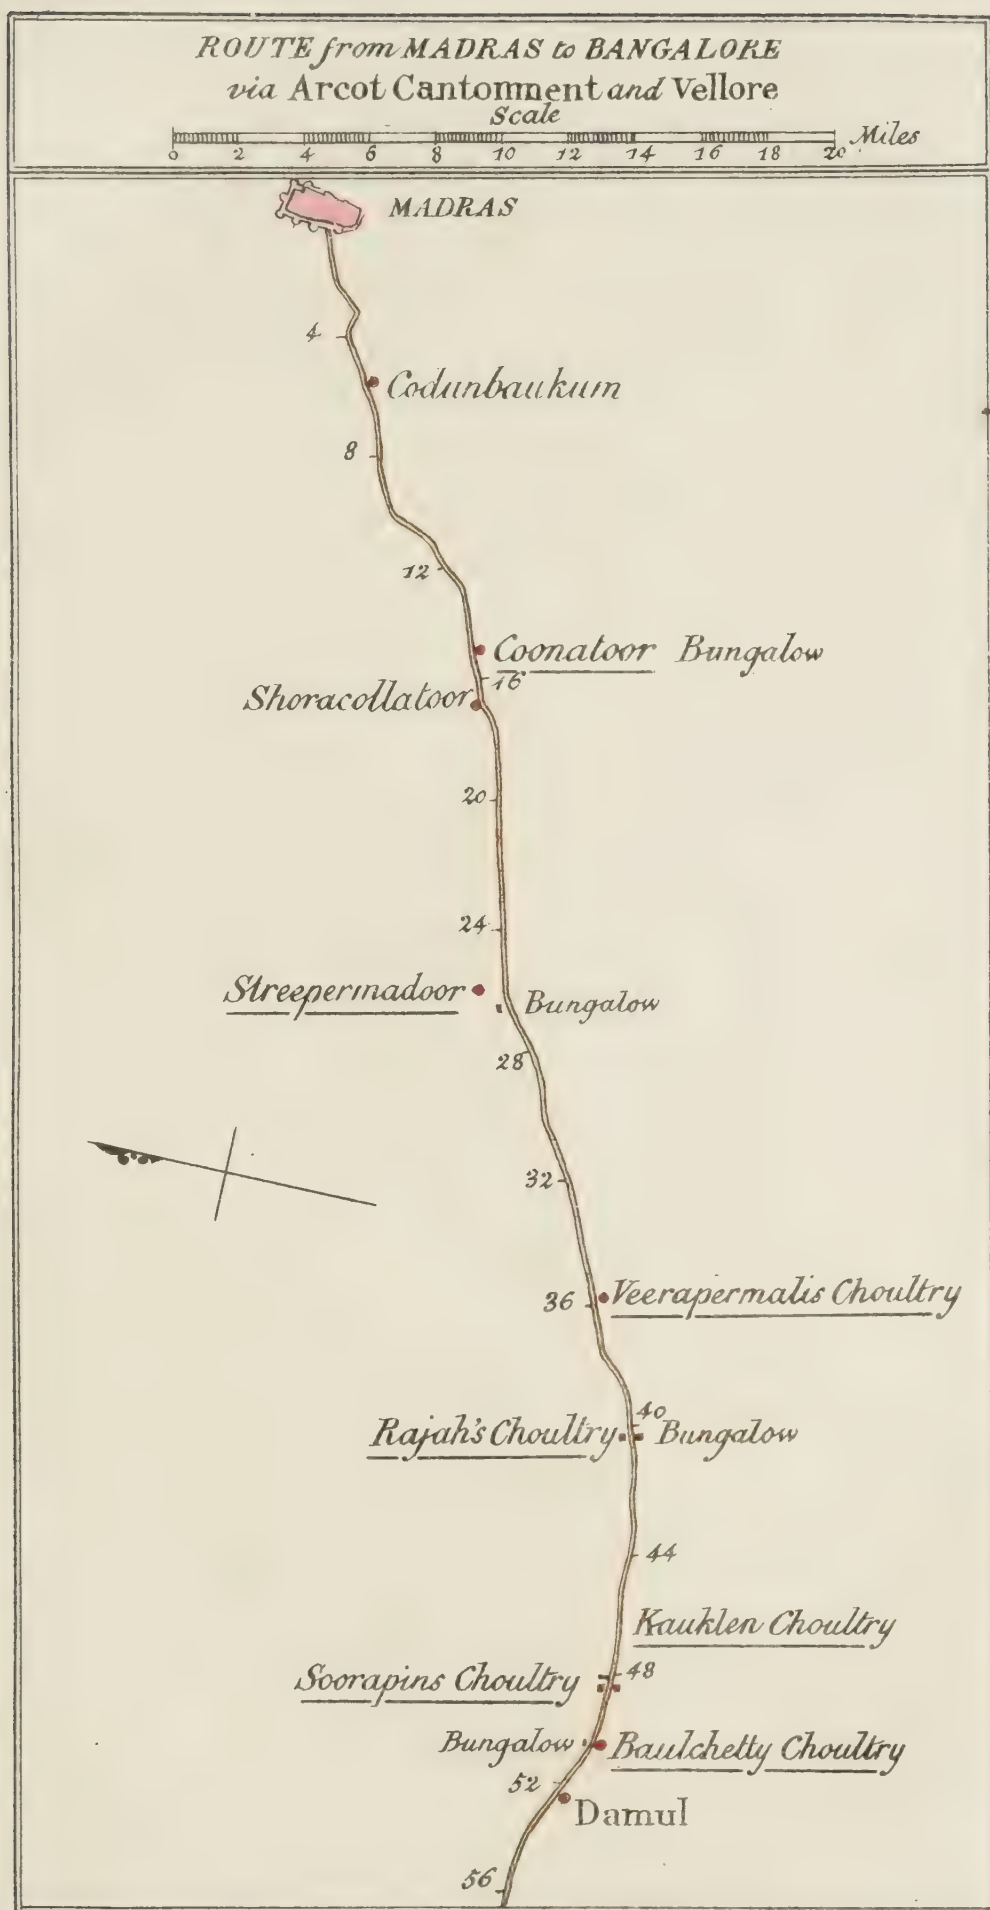 ROUTE from MADRAS to BANGALORE
via Arcot Cantonment and Vellore
Scale
0 2 4 6 8 10 12 14 16 18 20 Miles
MADRAS
4
Codunbaukum
8
12
Coonatoor Bungalow
16
Shoracollatoor
20
24
Streepermadoor
Bungalow
28
32
Veerapermalis Choultry
36
40
Rajah's Choultry Bungalow
44
Kauklen Choultry
48
Soorapins Choultry
Bungalow Baulchetty Choultry
52
Damul
56